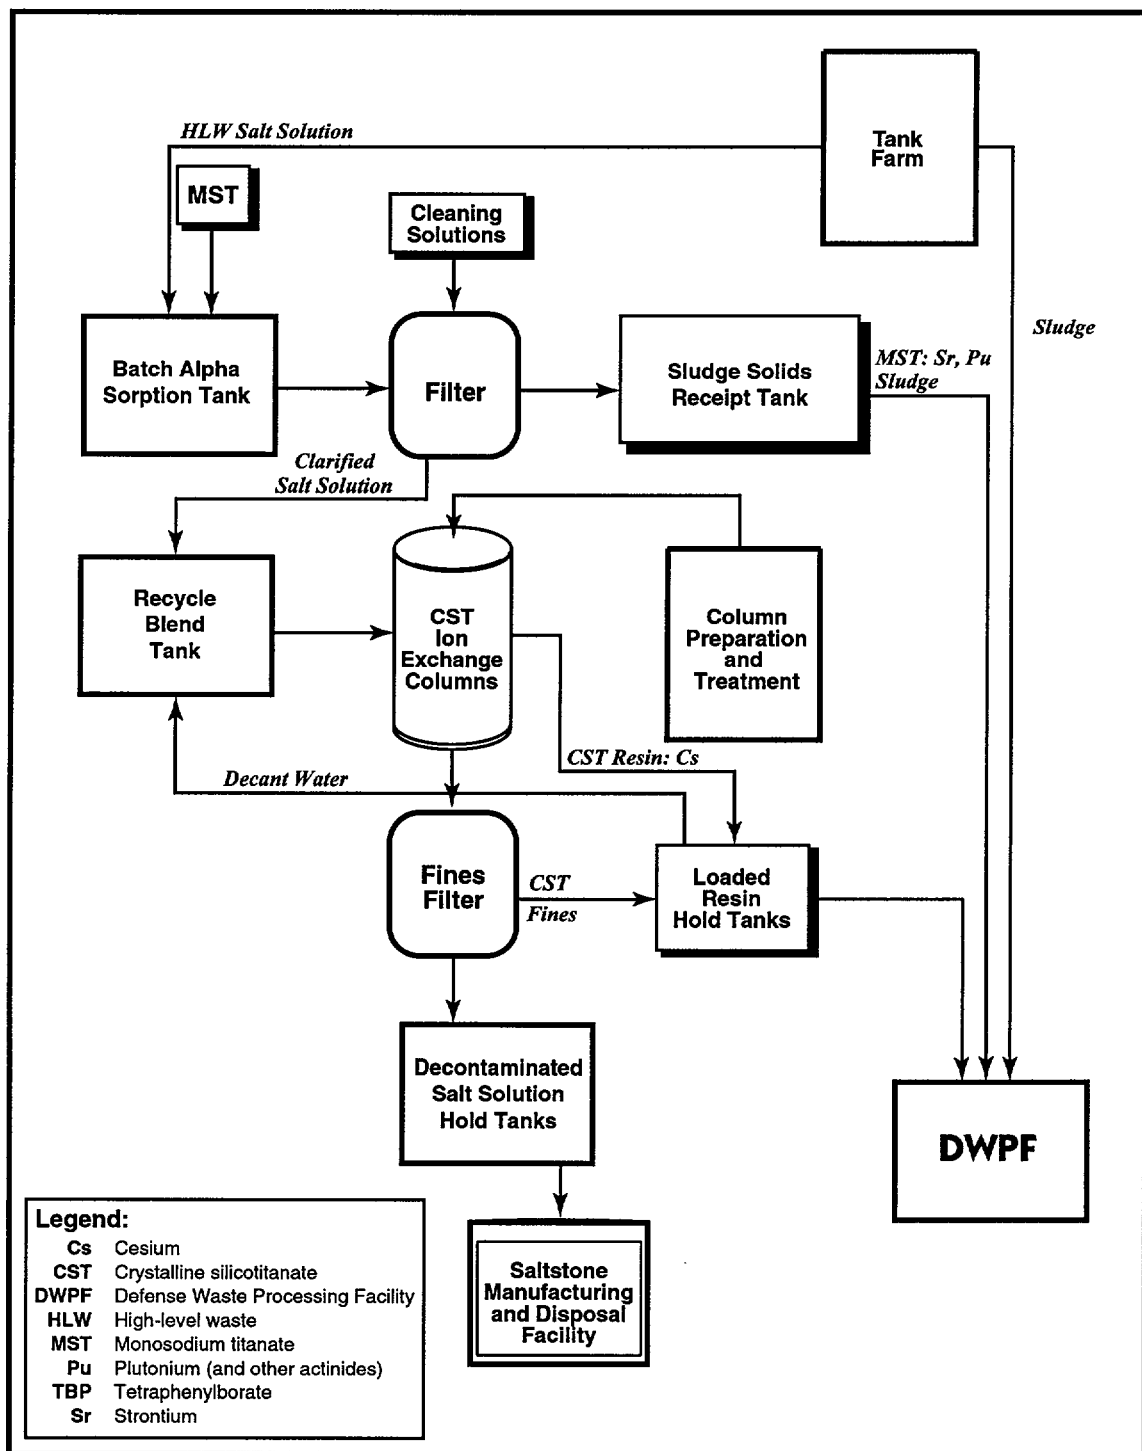 HLW Salt Solution
Tank
Farm
MST
Cleaning
Solutions
Sludge
Batch Alpha
Sorption Tank
Filter
Sludge Solids
Receipt Tank
MST: Sr, Pu
Sludge
Clarified
Salt Solution
Recycle
Blend
Tank
CST
Ion
Exchange
Columns
Column
Preparation
and
Treatment
CST Resin: Cs
Decant Water
Fines
Filter
CST
Fines
Loaded
Resin
Hold Tanks
Decontaminated
Salt Solution
Hold Tanks
DWPF
Saltstone
Manufacturing
and Disposal
Facility
Legend:
Cs Cesium
CST Crystalline silicotitanate
DWPF Defense Waste Processing Facility
HLW High-level waste
MST Monosodium titanate
Pu Plutonium (and other actinides)
TBP Tetraphenylborate
Sr Strontium